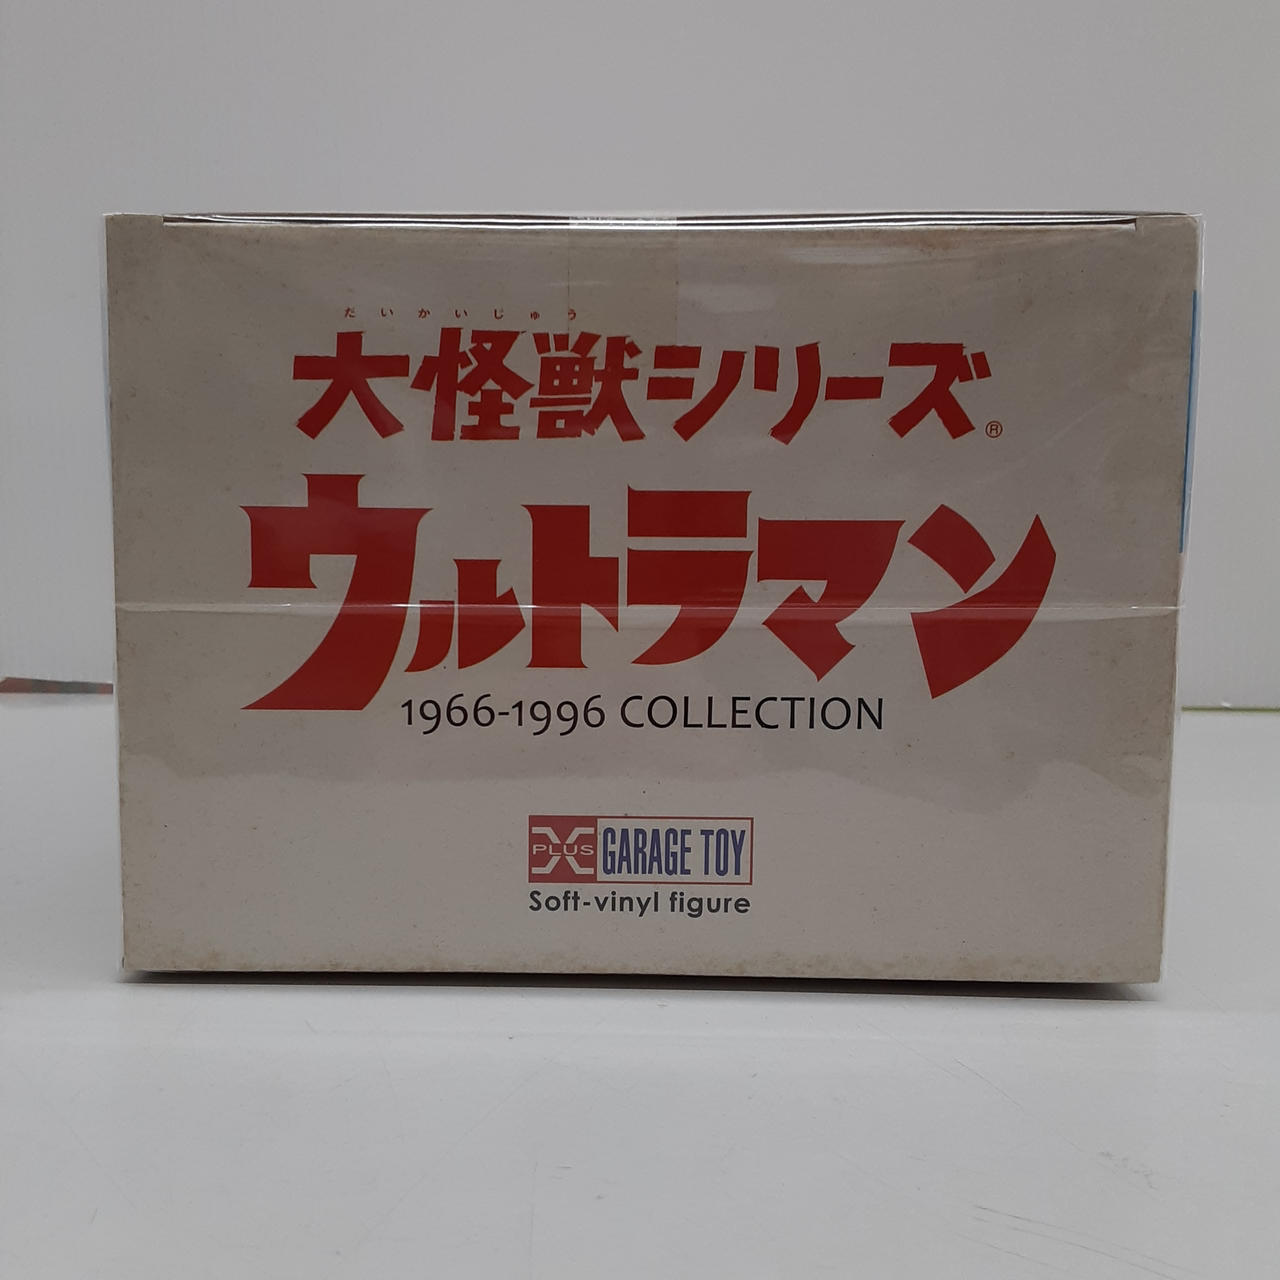 だいかいじゅう
大怪獣シリーズ®
ウルトラマン
1966-1996 COLLECTION
X PLUS GARAGE TOY
Soft-vinyl figure